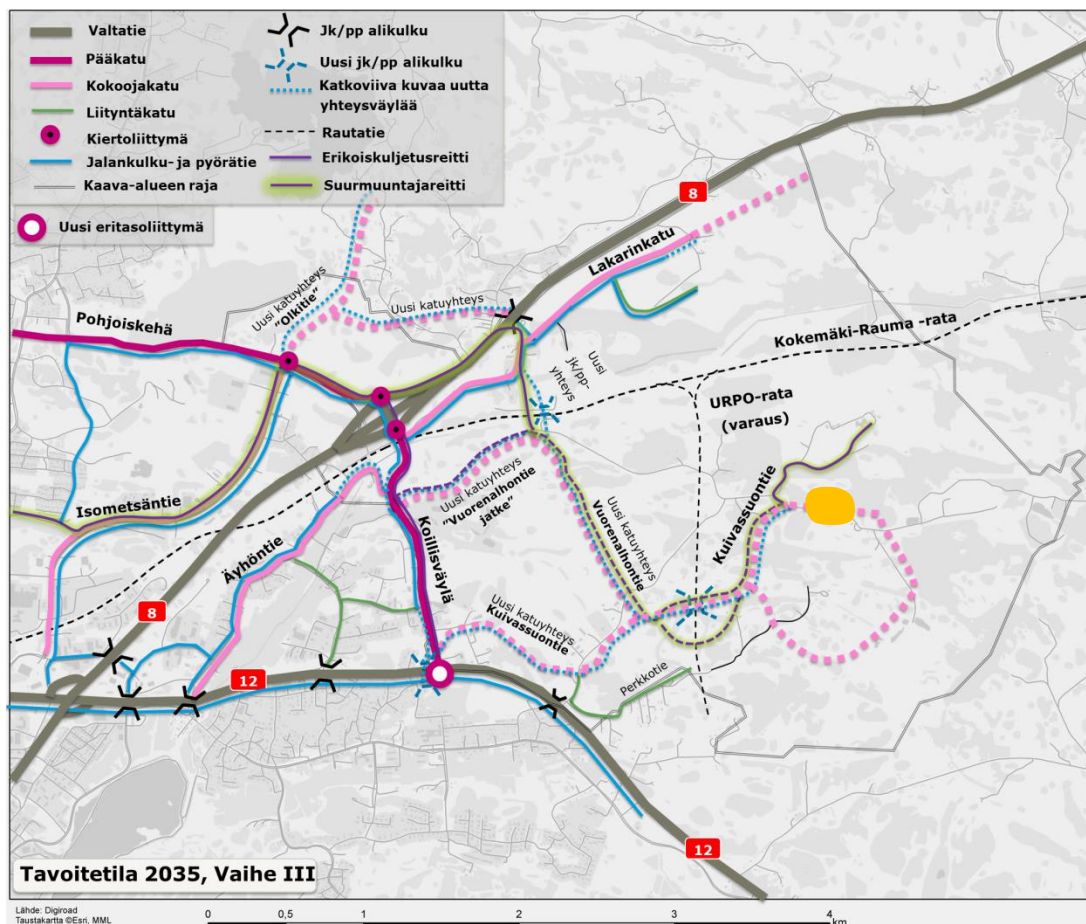 Valtatie
Pääkatu
Kokoojakatu
Liityntäkatu
Kiertoliittymä
Jalankulku- ja pyörätie
Kaava-alueen raja
Uusi eritasoliittymä
Jk/pp alikulku
Uusi jk/pp alikulku
Katkoviiva kuvaa uutta
yhteysväylää
Rautatie
Erikoiskuljetusreitti
Suurmuuntajareitti
8
Lakarinkatu
Uusi katuyhteys
"Olkitie"
Uusi katuyhteys
Pohjoiskehä
Kokemäki-Rauma -rata
Uusi
jk/pp-
yhteys
URPO-rata
(varaus)
Isometsäntie
Uusi katuyhteys
"Vuorenalhontie
jatke"
Kuivassuontie
Uusi katuyhteys
Vuorenalhontie
Äyhöntie
Koillisväylä
8
Uusi katuyhteys
Kuivassuontie
12
Perkkotie
12
Tavoitetila 2035, Vaihe III
Lähde: Digiroad
Taustakartta ©Esri, MML
0 0,5 1 2 3 4
km